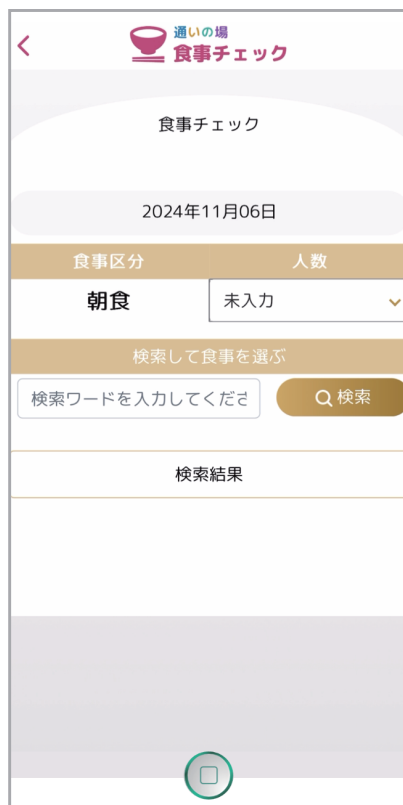 通いの場
食事チェック
食事チェック
2024年11月06日
食事区分 人数
朝食 未入力
検索して食事を選ぶ
検索ワードを入力してくださ 検索
検索結果